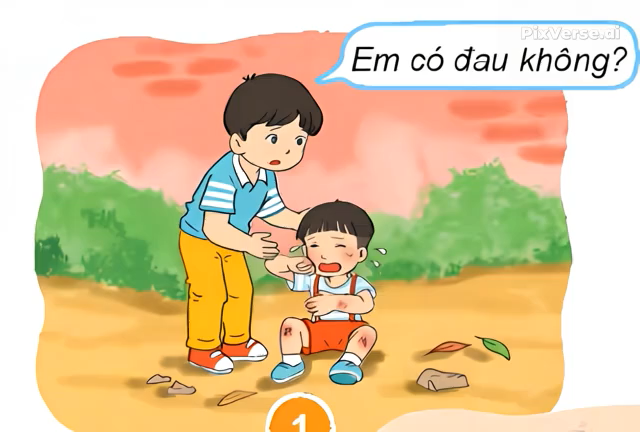 PixVerse.ai
Em có đau không?
1